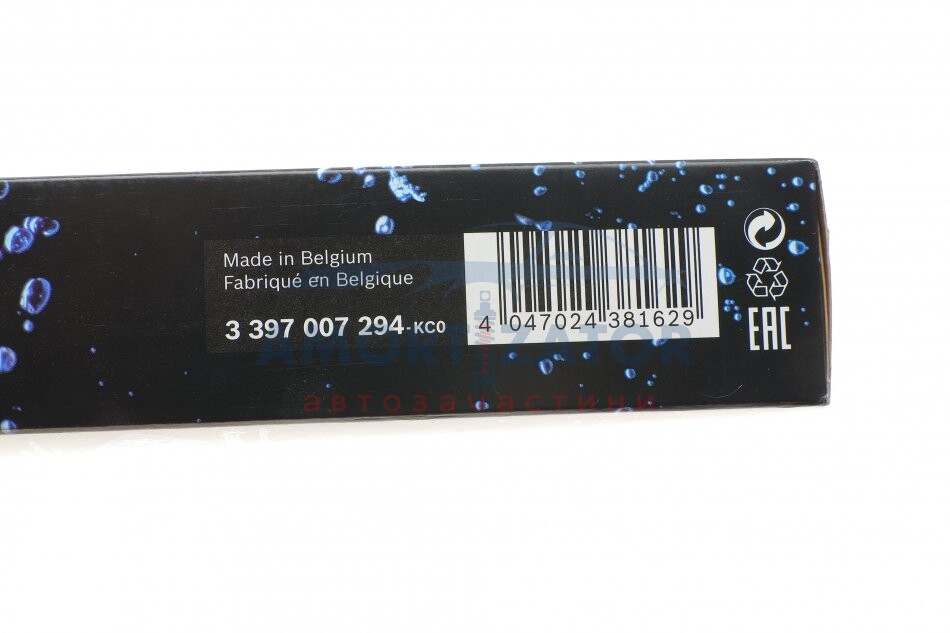 Made in Belgium
Fabriqué en Belgique
3 397 007 294-KC0
4 047024 381629
EAC
AMORTIZATOR
автозапчастини